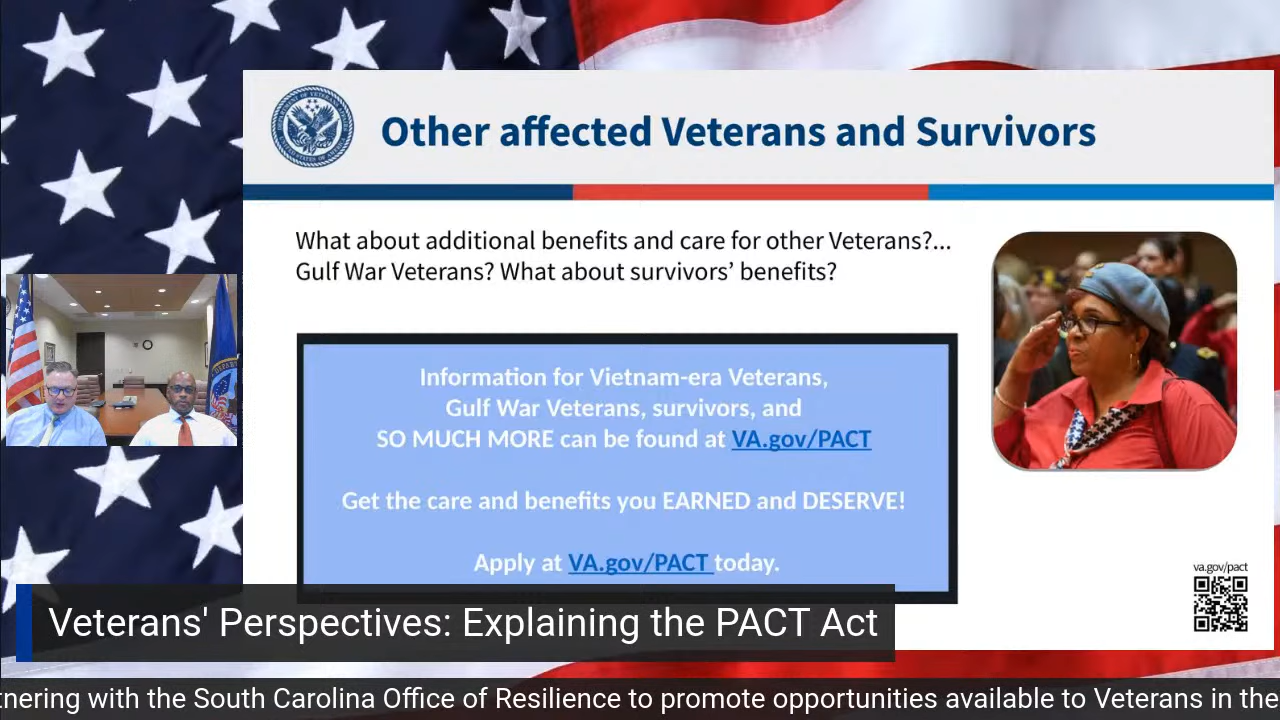 Other affected Veterans and Survivors
What about additional benefits and care for other Veterans?...
Gulf War Veterans? What about survivors’ benefits?
Information for Vietnam-era Veterans,
Gulf War Veterans, survivors, and
SO MUCH MORE can be found at VA.gov/PACT
Get the care and benefits you EARNED and DESERVE!
Apply at VA.gov/PACT today.
va.gov/pact
Veterans' Perspectives: Explaining the PACT Act
tnering with the South Carolina Office of Resilience to promote opportunities available to Veterans in the